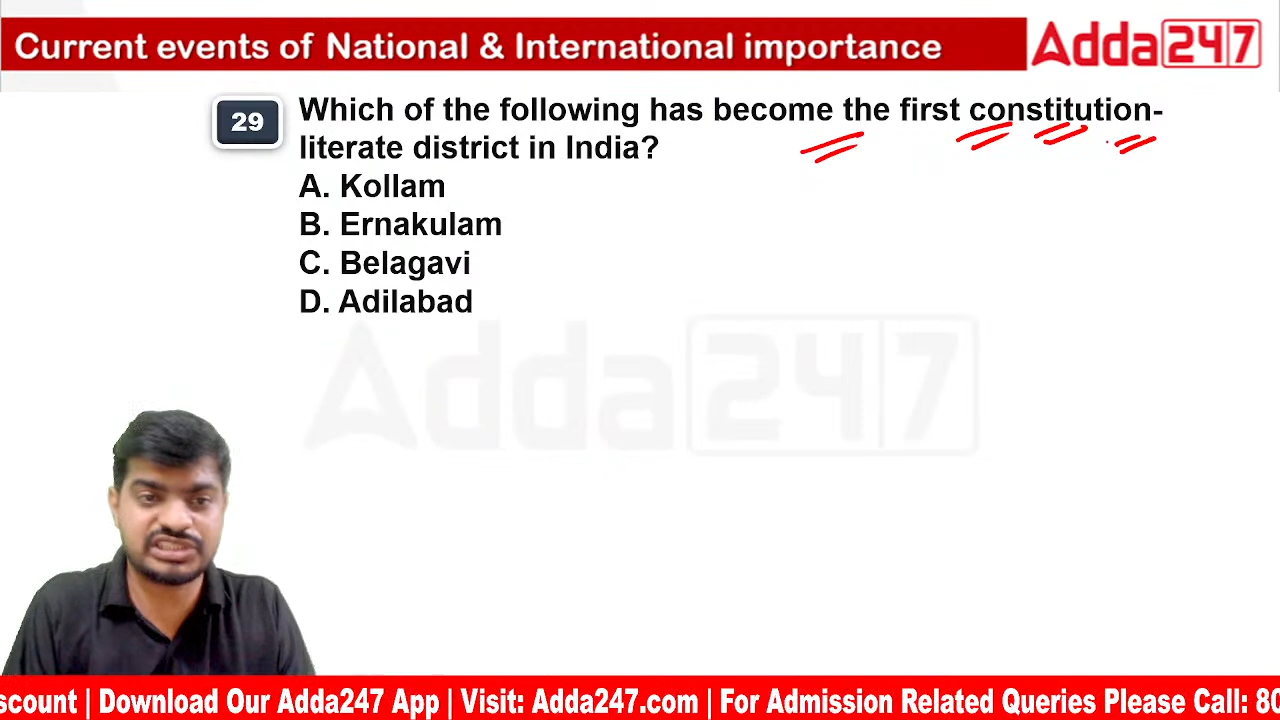 Current events of National & International importance
Adda247
29
Which of the following has become the first constitution-
literate district in India?
A. Kollam
B. Ernakulam
C. Belagavi
D. Adilabad
Adda247
scount | Download Our Adda247 App | Visit: Adda247.com | For Admission Related Queries Please Call: 80